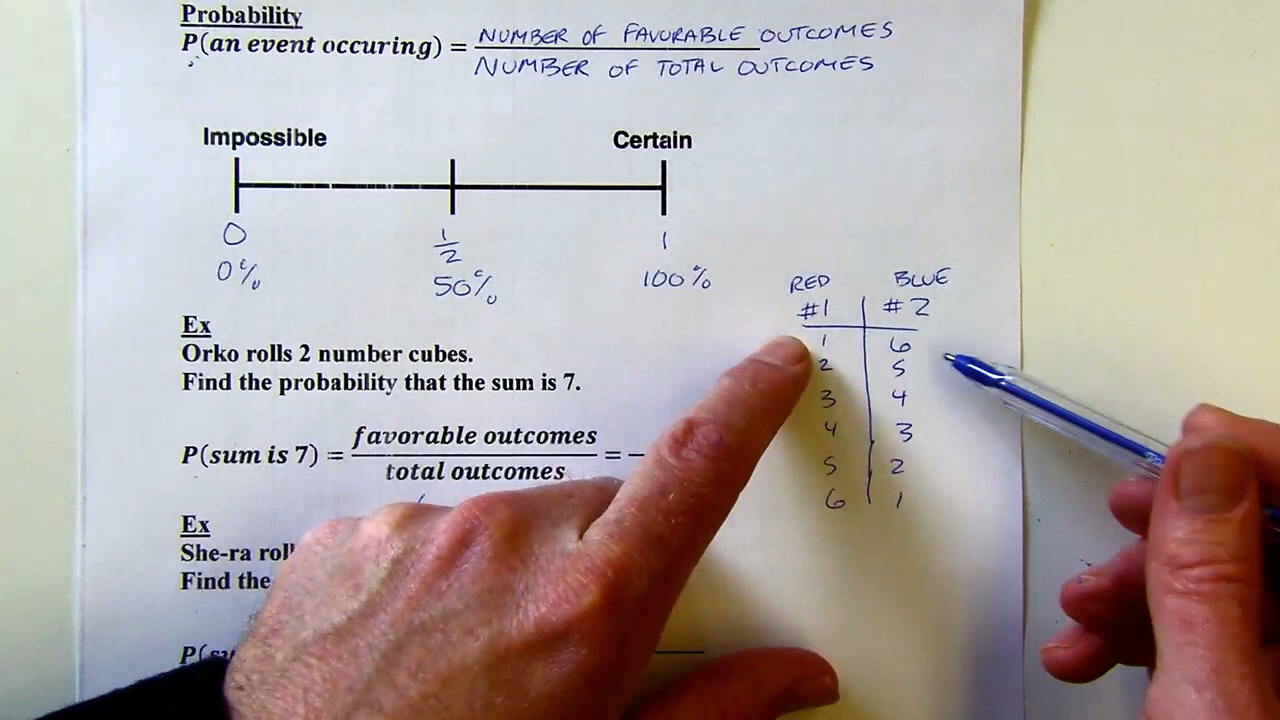 Probability
P(an event occuring) = NUMBER OF FAVORABLE OUTCOMES
NUMBER OF TOTAL OUTCOMES
Impossible Certain
0 1/2 1
0% 50% 100%
RED BLUE
#1 #2
1 6
2 5
3 4
4 3
5 2
6 1
Ex
Orko rolls 2 number cubes.
Find the probability that the sum is 7.
P(sum is 7) = favorable outcomes
total outcomes =
Ex
She-ra
Find the